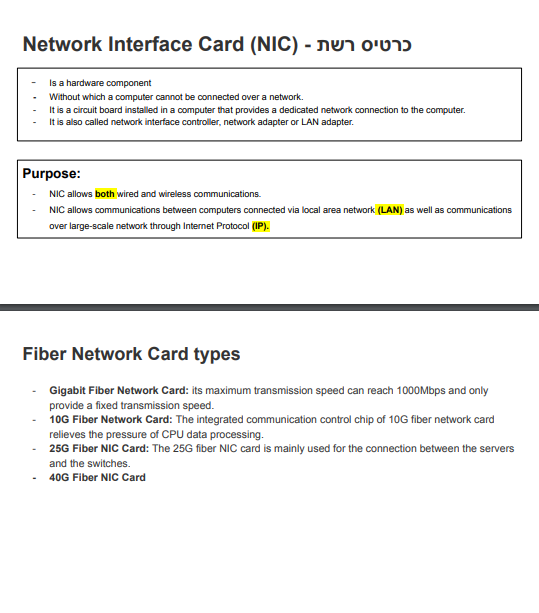 Network Interface Card (NIC) - כרטיס רשת
- Is a hardware component
- Without which a computer cannot be connected over a network.
- It is a circuit board installed in a computer that provides a dedicated network connection to the computer.
- It is also called network interface controller, network adapter or LAN adapter.
Purpose:
- NIC allows both wired and wireless communications.
- NIC allows communications between computers connected via local area network (LAN) as well as communications
over large-scale network through Internet Protocol (IP).
Fiber Network Card types
- Gigabit Fiber Network Card: its maximum transmission speed can reach 1000Mbps and only
provide a fixed transmission speed.
- 10G Fiber Network Card: The integrated communication control chip of 10G fiber network card
relieves the pressure of CPU data processing.
- 25G Fiber NIC Card: The 25G fiber NIC card is mainly used for the connection between the servers
and the switches.
- 40G Fiber NIC Card